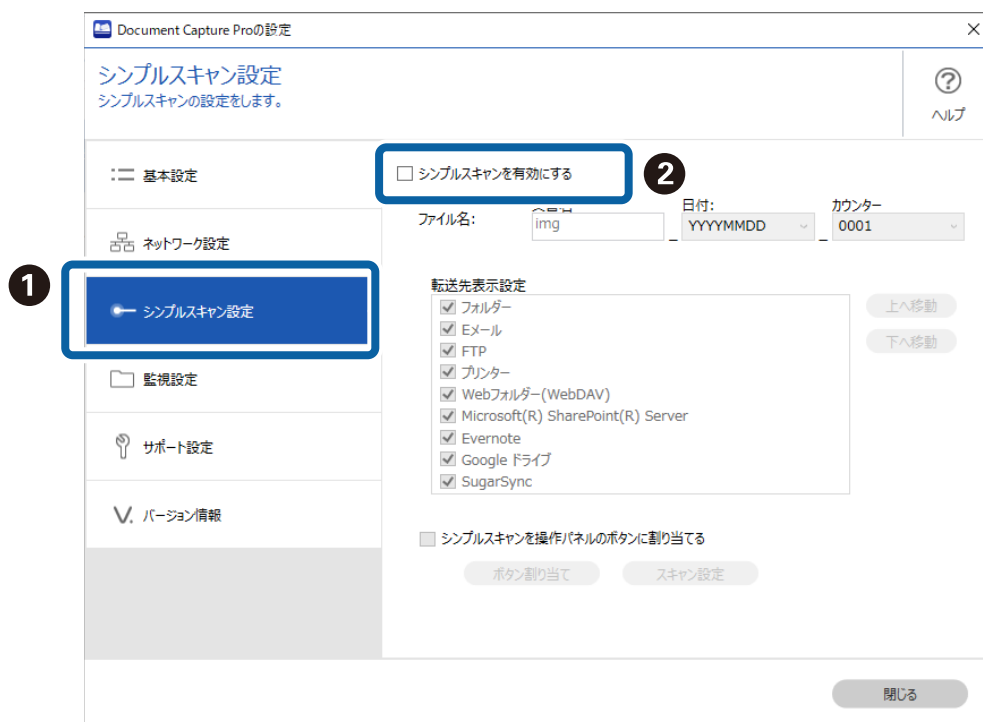 Document Capture Proの設定
シンプルスキャン設定
シンプルスキャンの設定をします。
ヘルプ
基本設定
ネットワーク設定
1
シンプルスキャン設定
監視設定
サポート設定
バージョン情報
シンプルスキャンを有効にする
2
日付:
カウンター
ファイル名:
img
_
YYYYMMDD
_
0001
転送先表示設定
フォルダー
Eメール
FTP
プリンター
Webフォルダー(WebDAV)
Microsoft(R) SharePoint(R) Server
Evernote
Google ドライブ
SugarSync
上へ移動
下へ移動
シンプルスキャンを操作パネルのボタンに割り当てる
ボタン割り当て
スキャン設定
閉じる